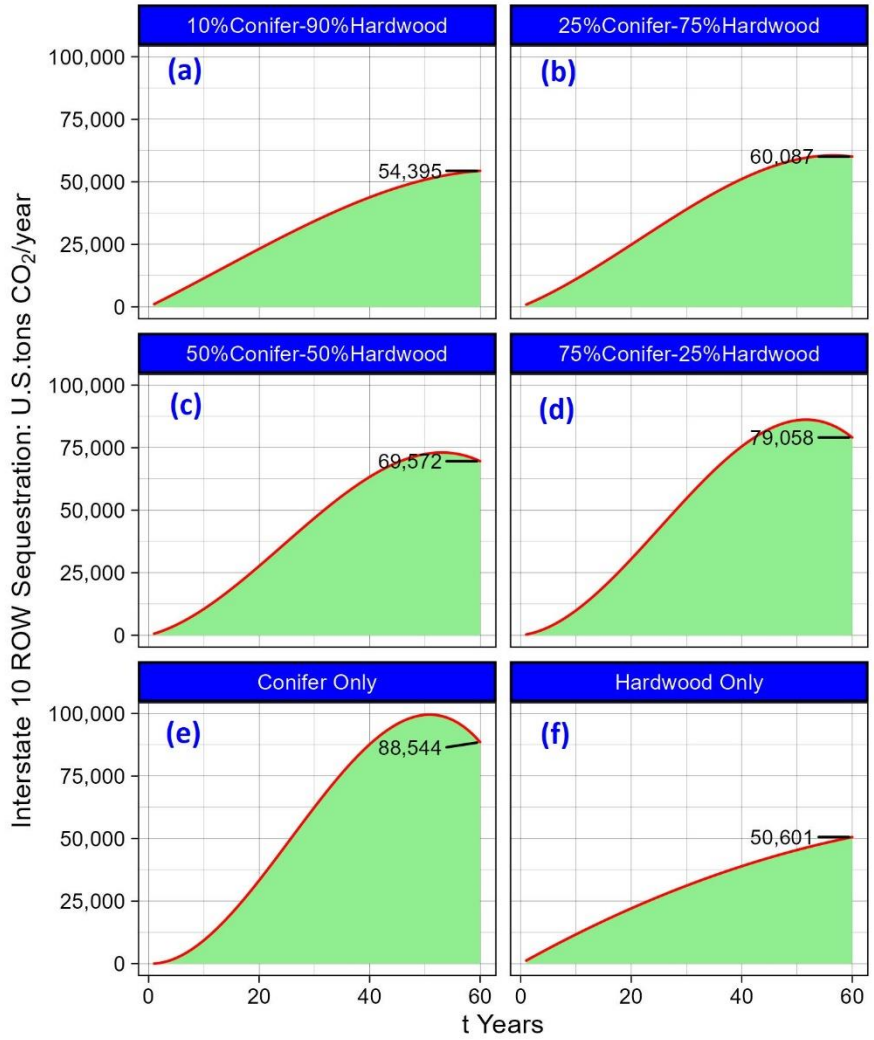 Interstate 10 ROW Sequestration: U.S.tons CO₂/year
10%Conifer-90%Hardwood
25%Conifer-75%Hardwood
100,000
75,000
50,000
25,000
0
(a)
54,395
(b)
60,087
50%Conifer-50%Hardwood
75%Conifer-25%Hardwood
100,000
75,000
50,000
25,000
0
(c)
69,572
(d)
79,058
Conifer Only
Hardwood Only
100,000
75,000
50,000
25,000
0
(e)
88,544
(f)
50,601
0 20 40 60
0 20 40 60
t Years